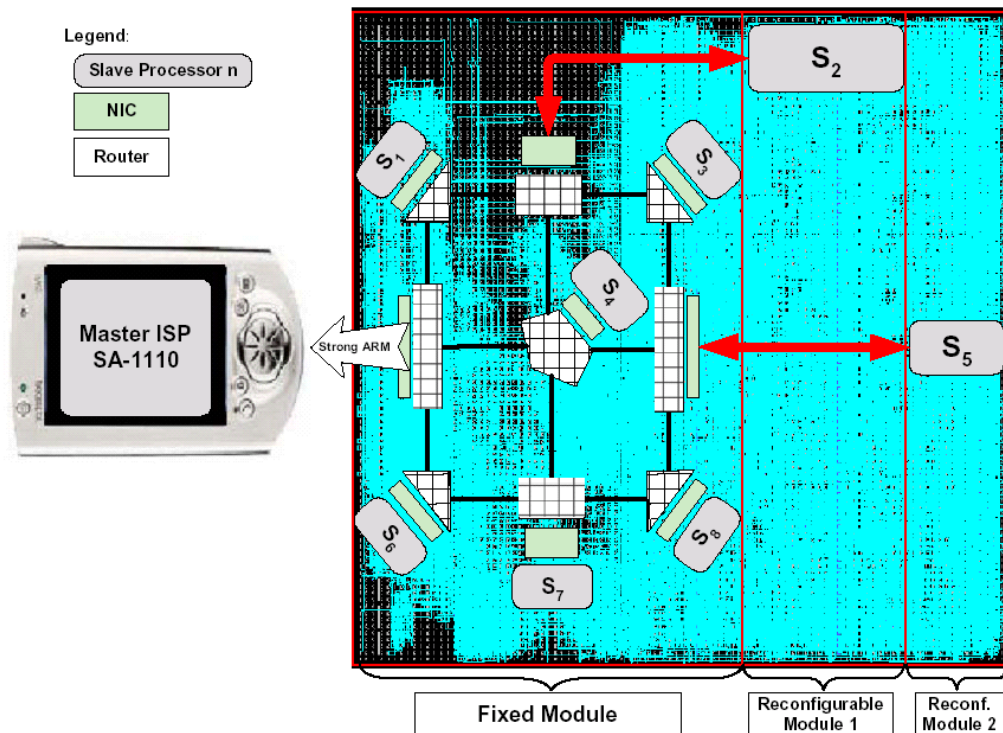 Legend:
Slave Processor n
NIC
Router
S2
S1
S3
S4
Master ISP
SA-1110
Strong ARM
S5
S6
S8
S7
Fixed Module
Reconfigurable
Module 1
Reconf.
Module 2